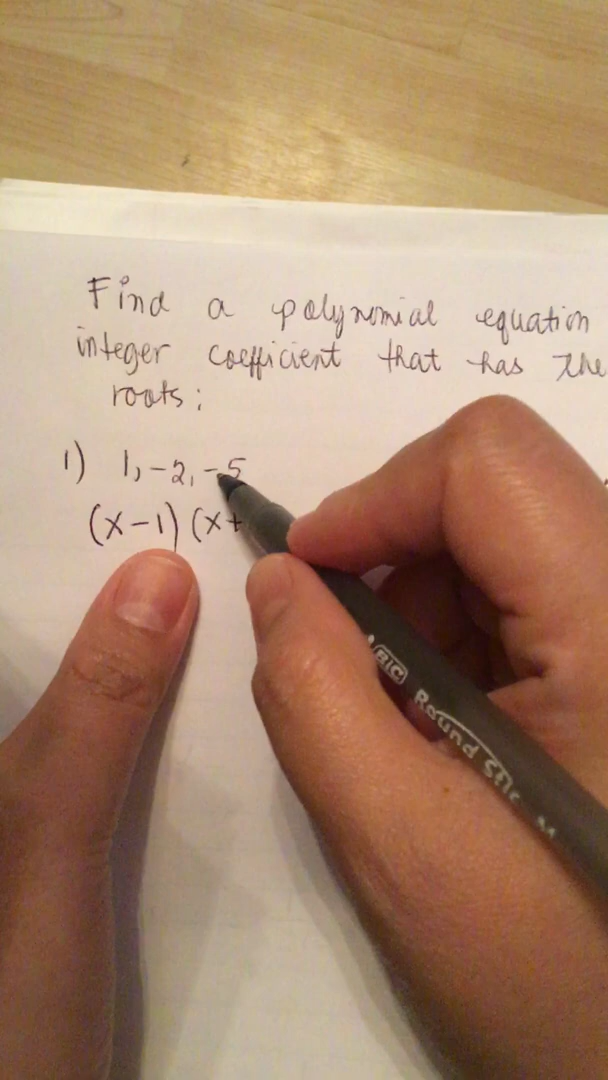 Find a polynomial equation
integer coefficient that has the
roots:
1) 1, -2, -5
(x-1) (x+
BIC Round Stic M